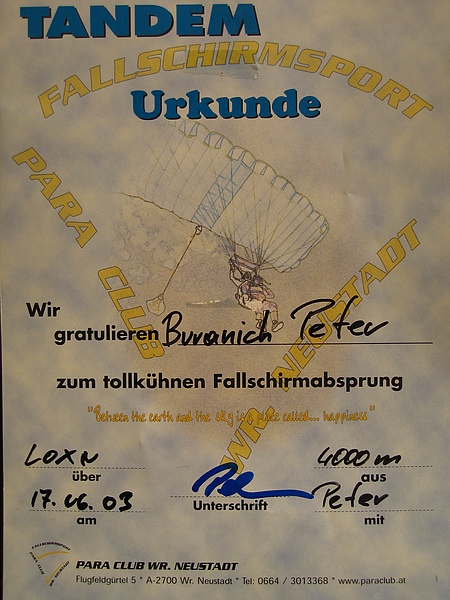 TANDEM
FALLSCHIRMSPORT
Urkunde
PARA CLUB WR. NEUSTADT
Wir
gratulieren Buranich Peter
zum tollkühnen Fallschirmabsprung
"Between the earth and the sky is a place called... happiness"
LOXN 4000m
über aus
17.06.03 Peter
am Unterschrift mit
FALLSCHIRMSPORT
PARA CLUB WR. NEUSTADT
Flugfeldgürtel 5 * A-2700 Wr. Neustadt * Tel: 0664 / 3013368 * www.paraclub.at